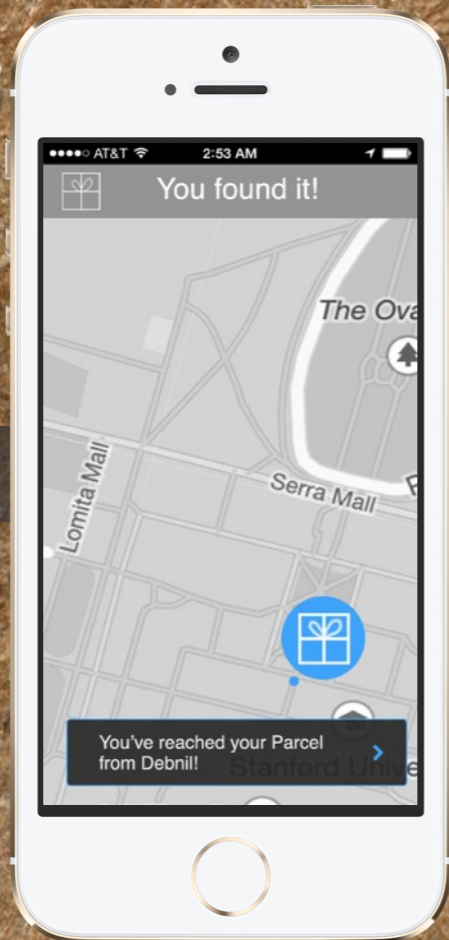 AT&T 2:53 AM
You found it!
The Ova
Serra Mall
Lomita Mall
You've reached your Parcel
from Debnil!
Stanford Unive